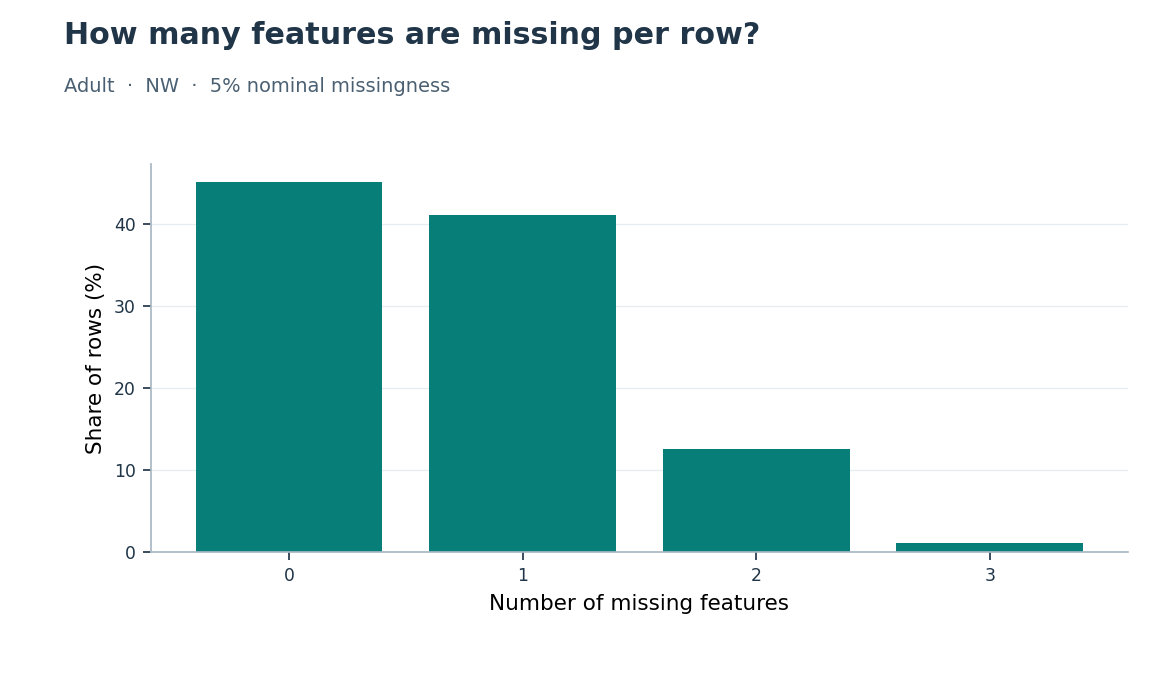 How many features are missing per row?
Adult · NW · 5% nominal missingness
Share of rows (%)
40
30
20
10
0
0 1 2 3
Number of missing features